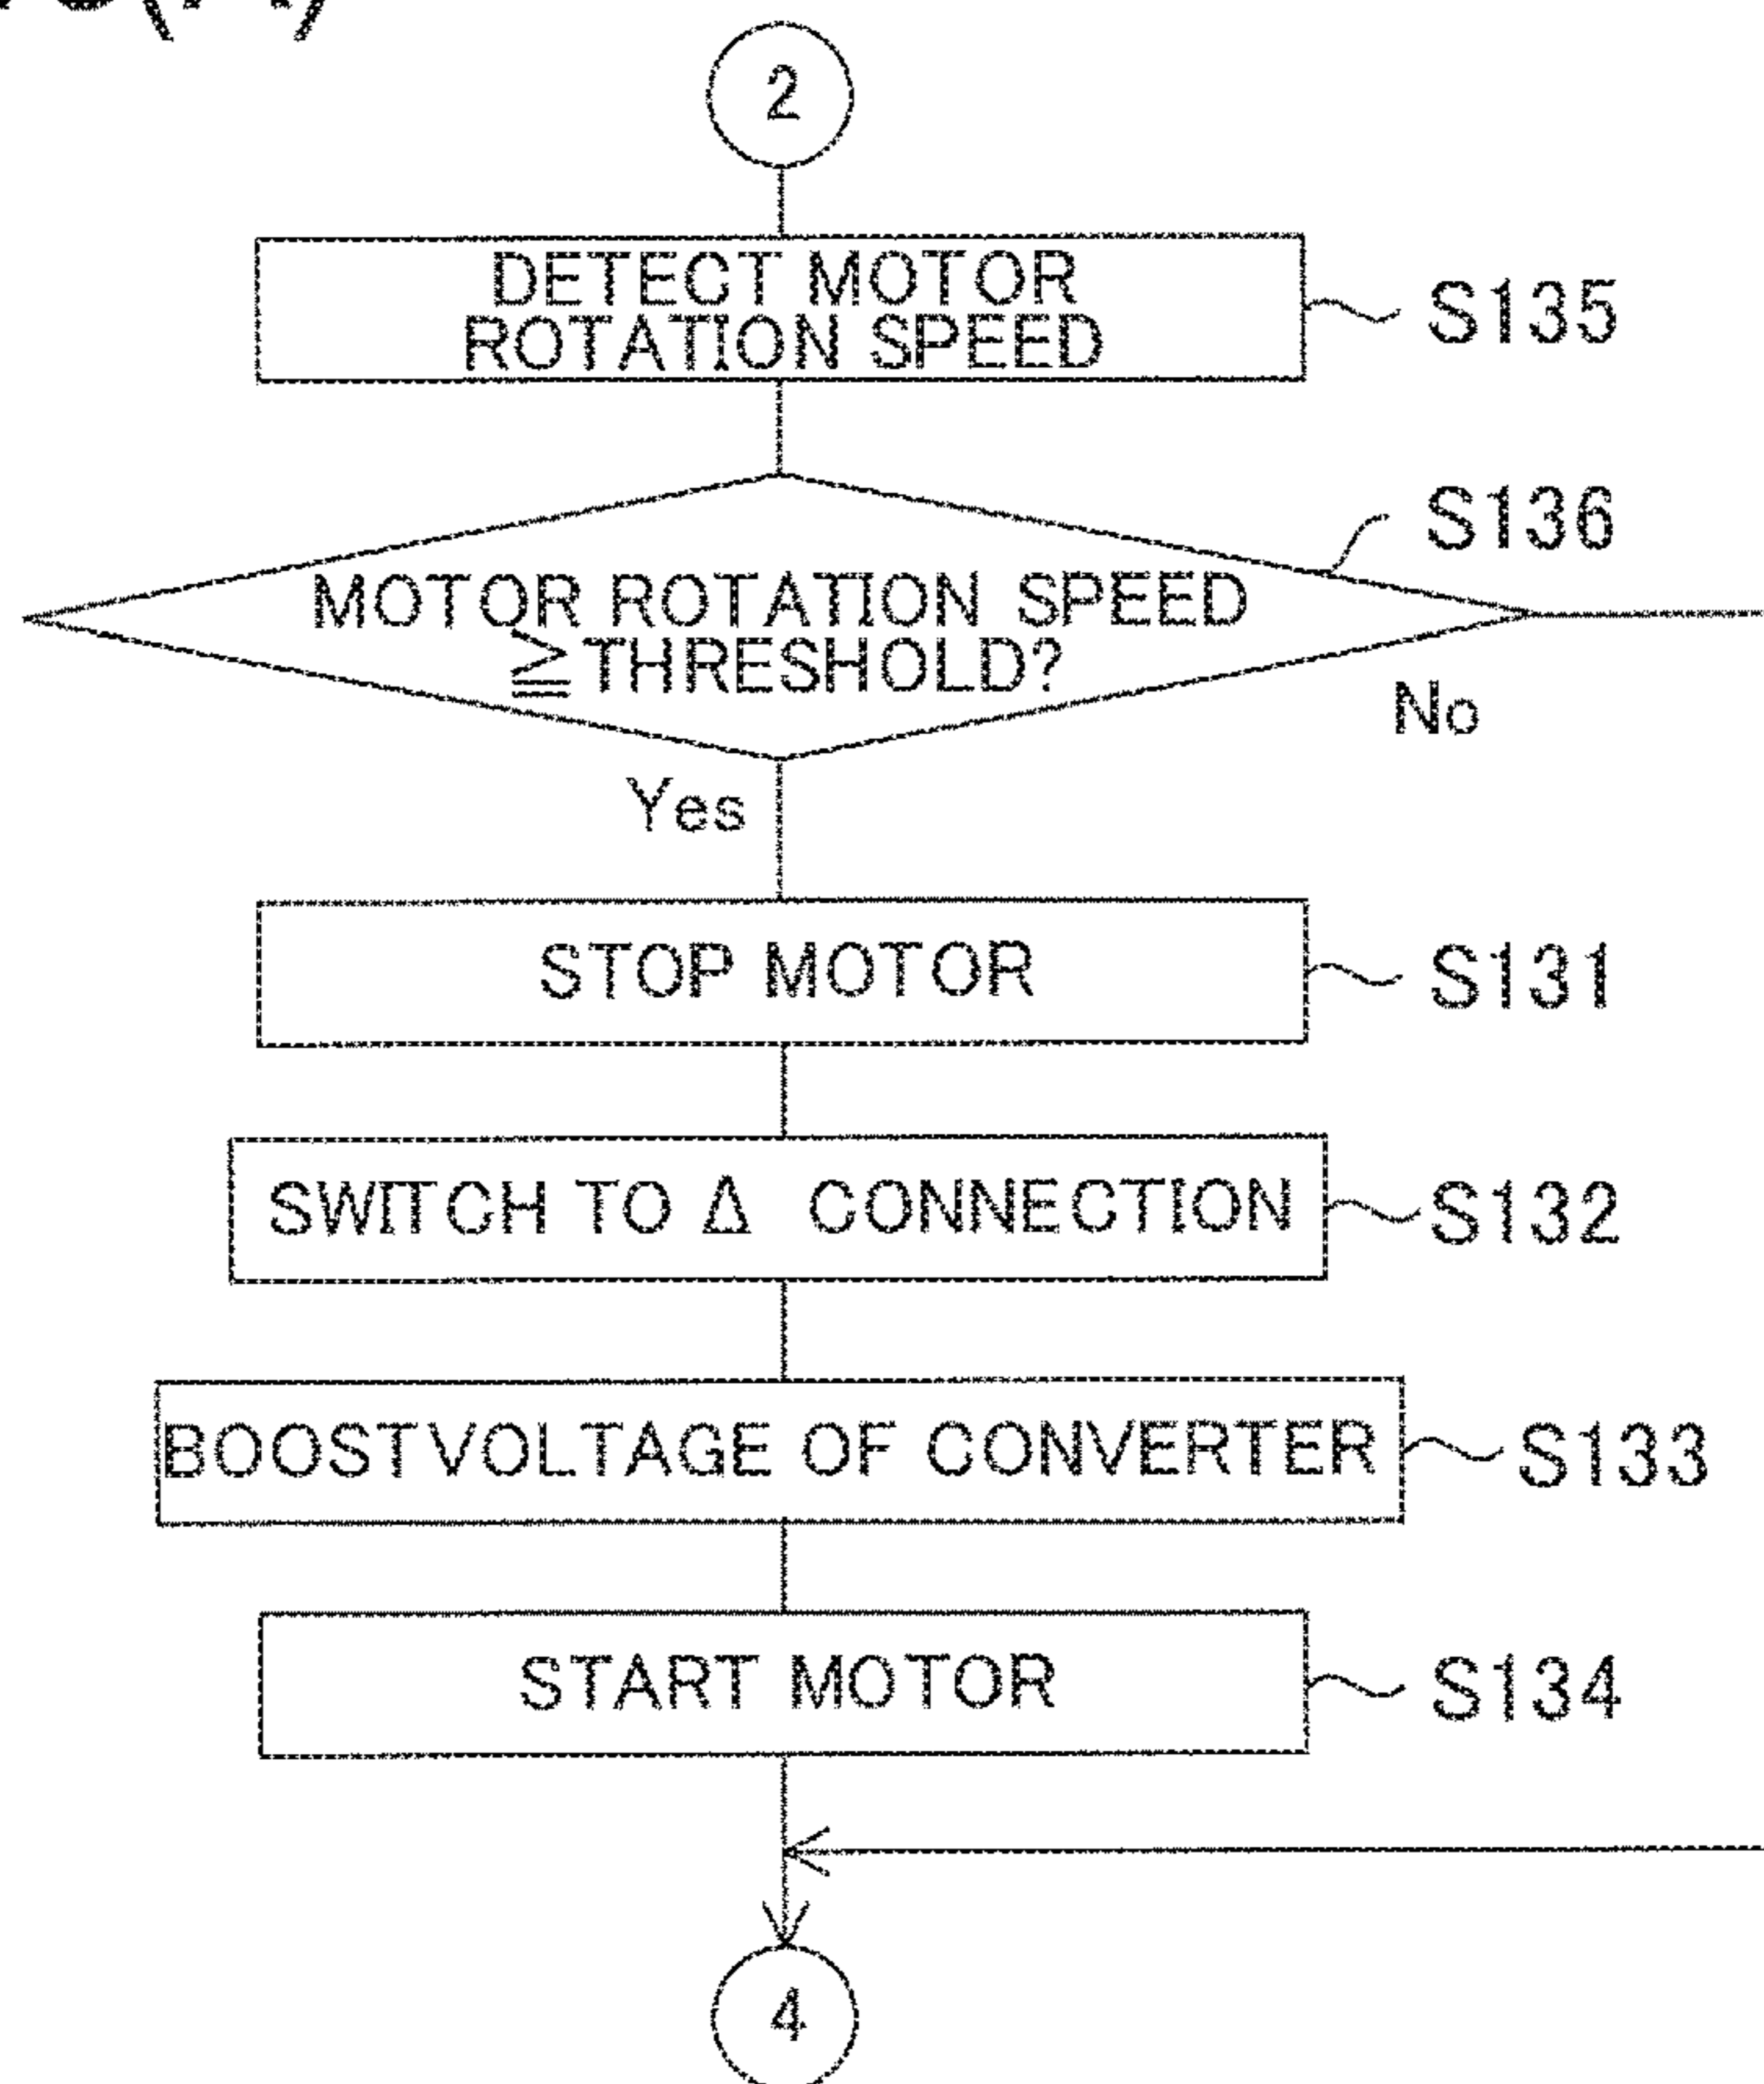 2
DETECT MOTOR
ROTATION SPEED
S135
S136
MOTOR ROTATION SPEED
≧THRESHOLD?
No
Yes
STOP MOTOR
S131
SWITCH TO Δ CONNECTION
S132
BOOST VOLTAGE OF CONVERTER
S133
START MOTOR
S134
4